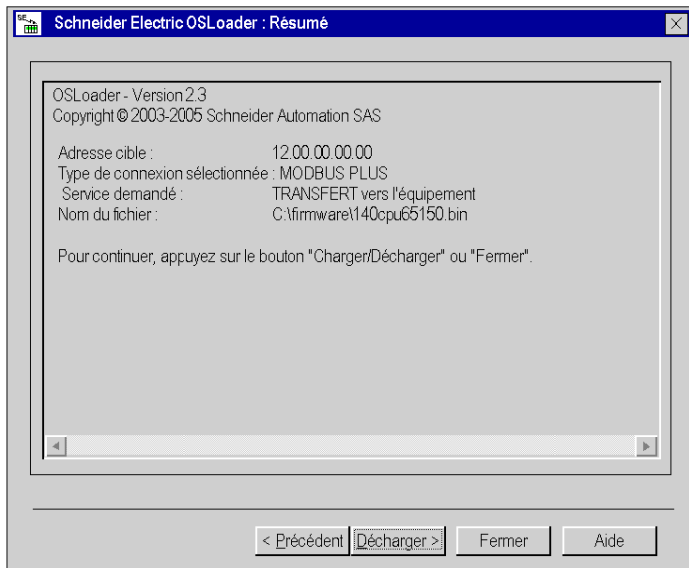 Schneider Electric OSLoader : Résumé
OSLoader - Version 2.3
Copyright © 2003-2005 Schneider Automation SAS
Adresse cible : 12.00.00.00.00
Type de connexion sélectionnée : MODBUS PLUS
Service demandé : TRANSFERT vers l'équipement
Nom du fichier : C:\firmware\140cpu65150.bin
Pour continuer, appuyez sur le bouton "Charger/Décharger" ou "Fermer".
< Précédent Décharger > Fermer Aide